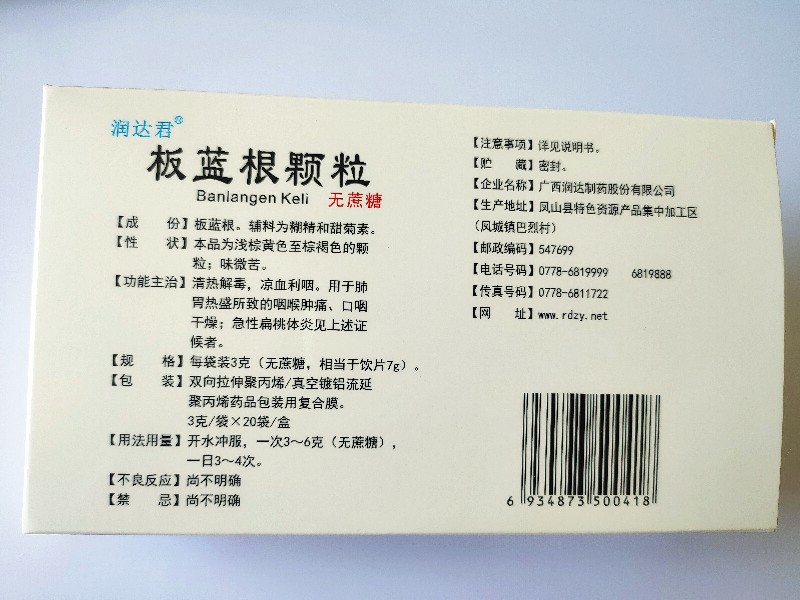 润达君®
板蓝根颗粒
Banlangen Keli 无蔗糖
【成 份】板蓝根。辅料为糊精和甜菊素。
【性 状】本品为浅棕黄色至棕褐色的颗
粒；味微苦。
【功能主治】清热解毒，凉血利咽。用于肺
胃热盛所致的咽喉肿痛、口咽
干燥；急性扁桃体炎见上述证
候者。
【规 格】每袋装3克（无蔗糖，相当于饮片7g）。
【包 装】双向拉伸聚丙烯/真空镀铝流延
聚丙烯药品包装用复合膜。
3克/袋×20袋/盒
【用法用量】开水冲服，一次3～6克（无蔗糖），
一日3～4次。
【不良反应】尚不明确
【禁 忌】尚不明确
【注意事项】详见说明书。
【贮 藏】密封。
【企业名称】广西润达制药股份有限公司
【生产地址】凤山县特色资源产品集中加工区
（凤城镇巴烈村）
【邮政编码】547699
【电话号码】0778-6819999 6819888
【传真号码】0778-6811722
【网 址】www.rdzy.net
6 934873 500418